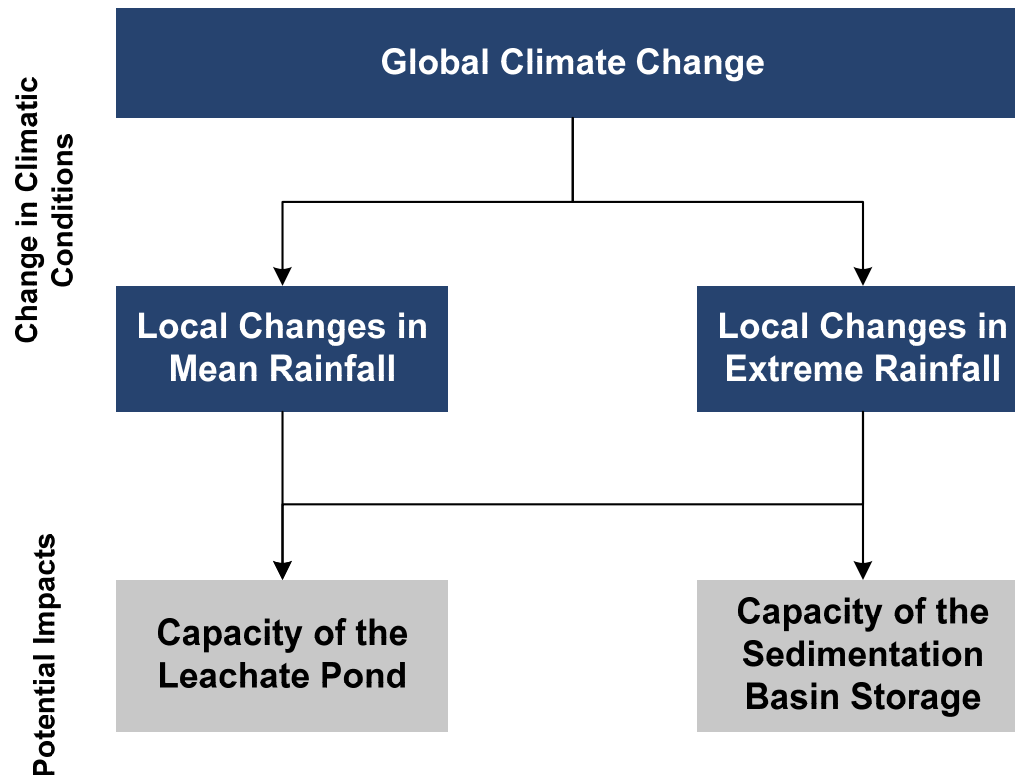 Global Climate Change
Change in Climatic
Conditions
Local Changes in
Mean Rainfall
Local Changes in
Extreme Rainfall
Potential Impacts
Capacity of the
Leachate Pond
Capacity of the
Sedimentation
Basin Storage